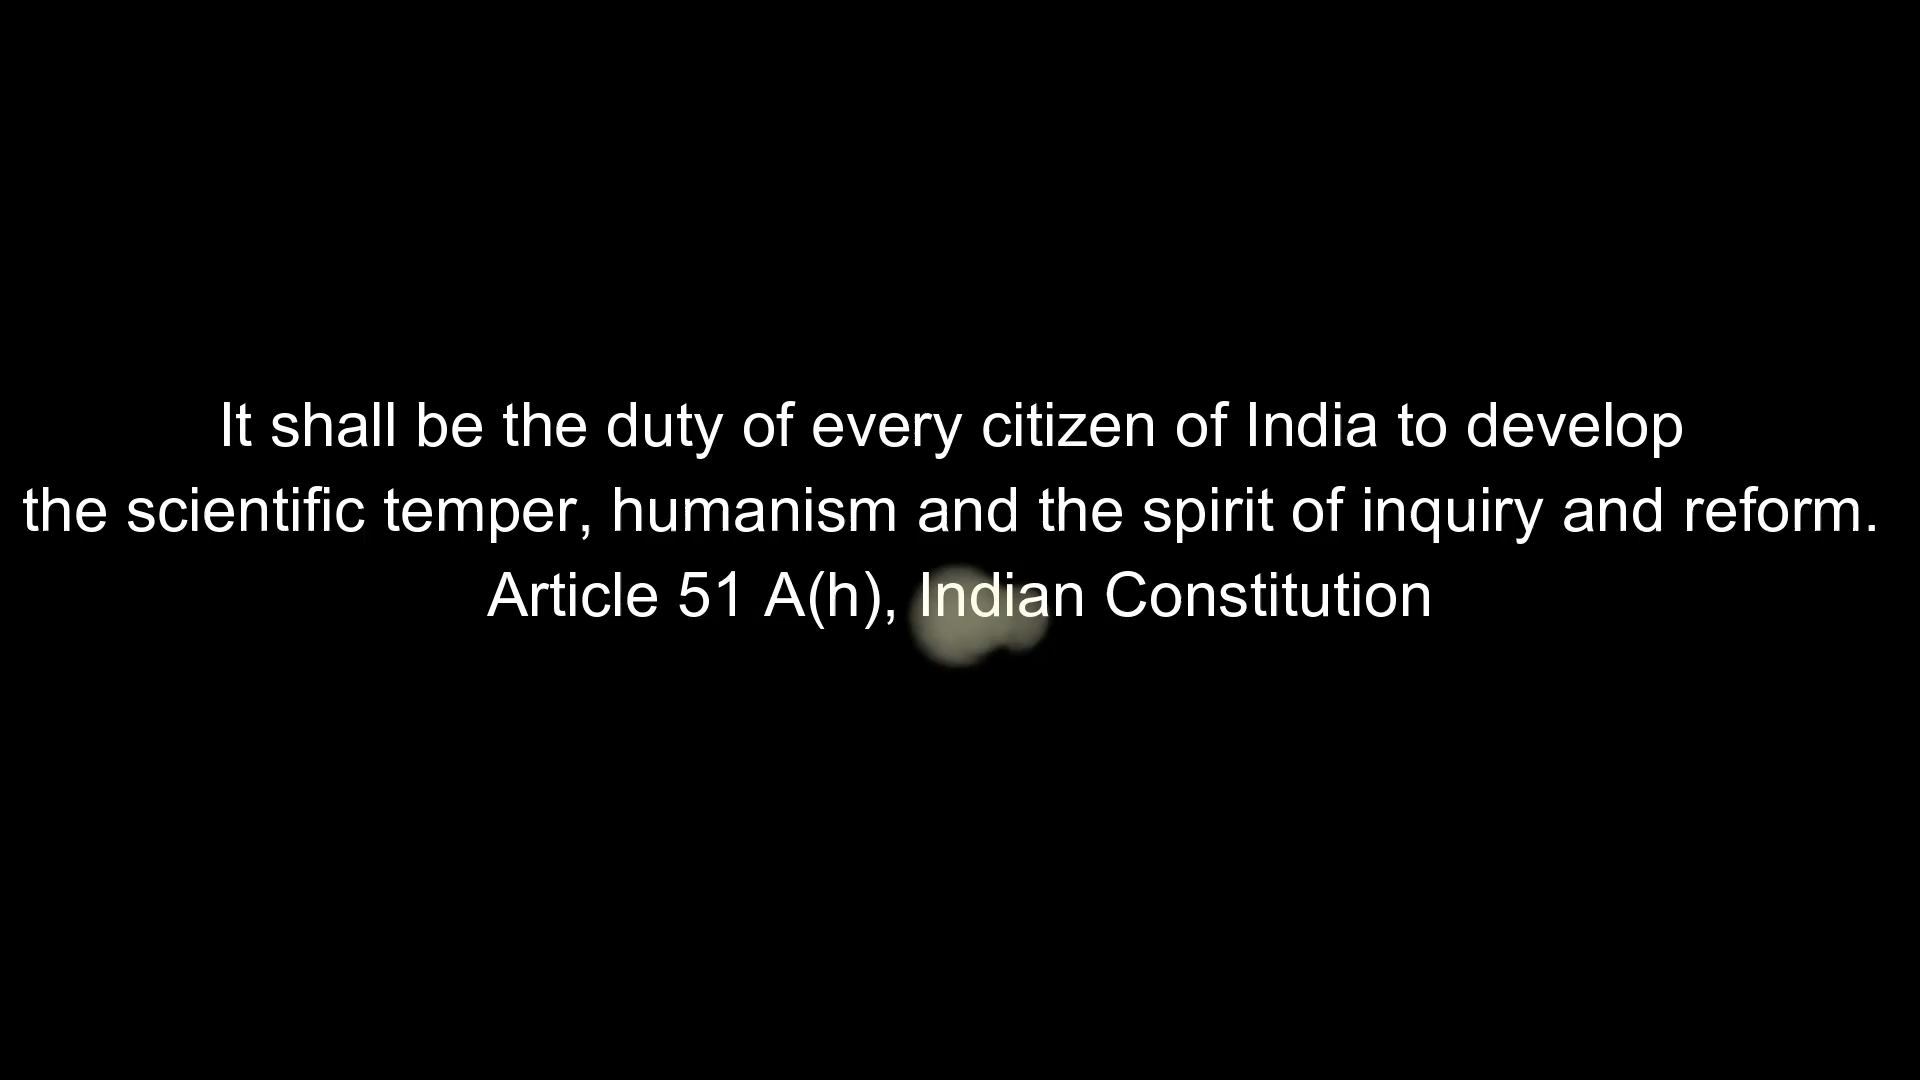 It shall be the duty of every citizen of India to develop
the scientific temper, humanism and the spirit of inquiry and reform.
Article 51 A(h), Indian Constitution